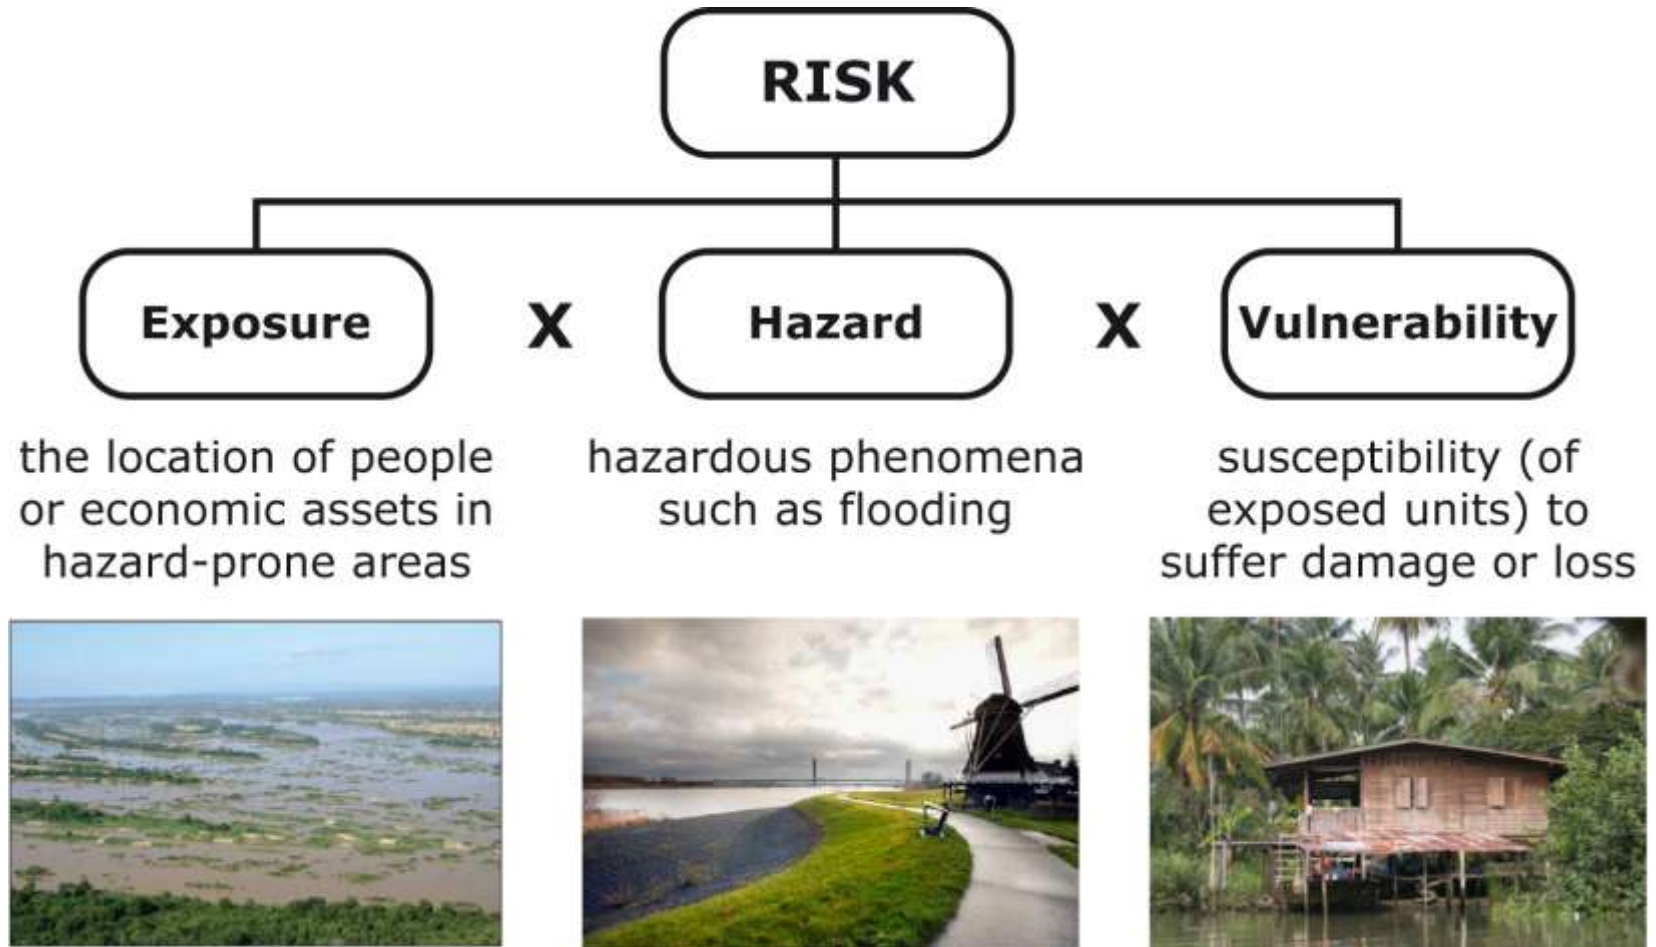 RISK
Exposure X Hazard X Vulnerability
the location of people
or economic assets in
hazard-prone areas
hazardous phenomena
such as flooding
susceptibility (of
exposed units) to
suffer damage or loss